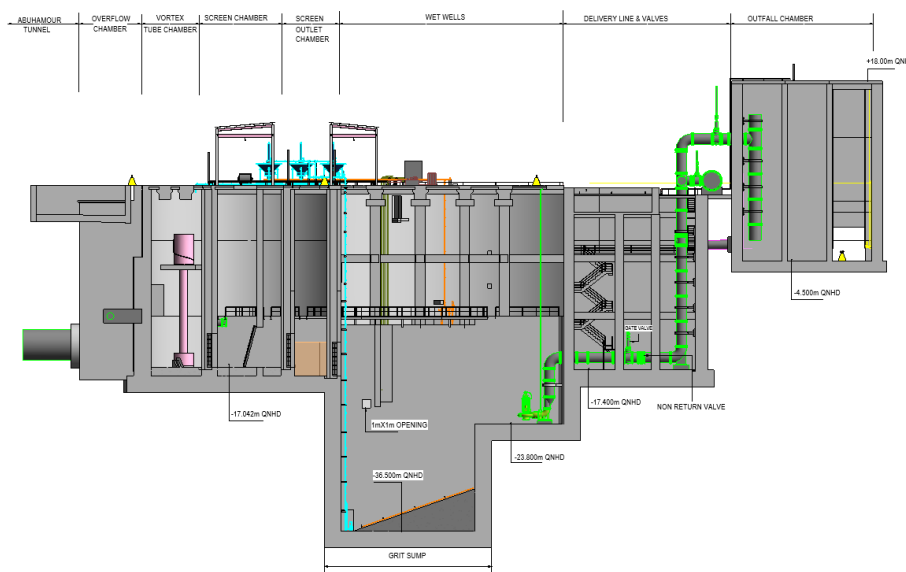 ABUHAMOUR
TUNNEL
OVERFLOW
CHAMBER
VORTEX
TUBE CHAMBER
SCREEN CHAMBER
SCREEN
OUTLET
CHAMBER
WET WELLS
DELIVERY LINE & VALVES
OUTFALL CHAMBER
+18.00m QNH
-4.500m QNHD
GATE VALVE
-17.042m QNHD
1mX1m OPENING
-17.400m QNHD
NON RETURN VALVE
-23.800m QNHD
-36.500m QNHD
GRIT SUMP